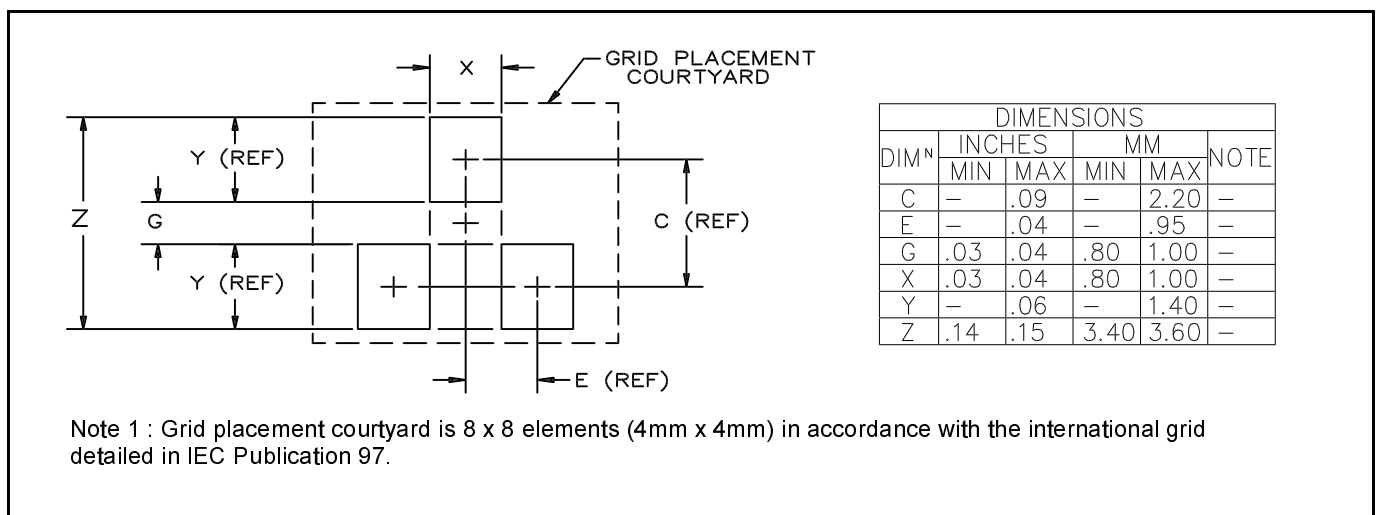 X
GRID PLACEMENT
COURTYARD
Y (REF)
Z
G
C (REF)
Y (REF)
E (REF)
DIMENSIONS
DIMᴺ INCHES MM NOTE
MIN MAX MIN MAX
C – .09 – 2.20 –
E – .04 – .95 –
G .03 .04 .80 1.00 –
X .03 .04 .80 1.00 –
Y – .06 – 1.40 –
Z .14 .15 3.40 3.60 –
Note 1 : Grid placement courtyard is 8 x 8 elements (4mm x 4mm) in accordance with the international grid
detailed in IEC Publication 97.